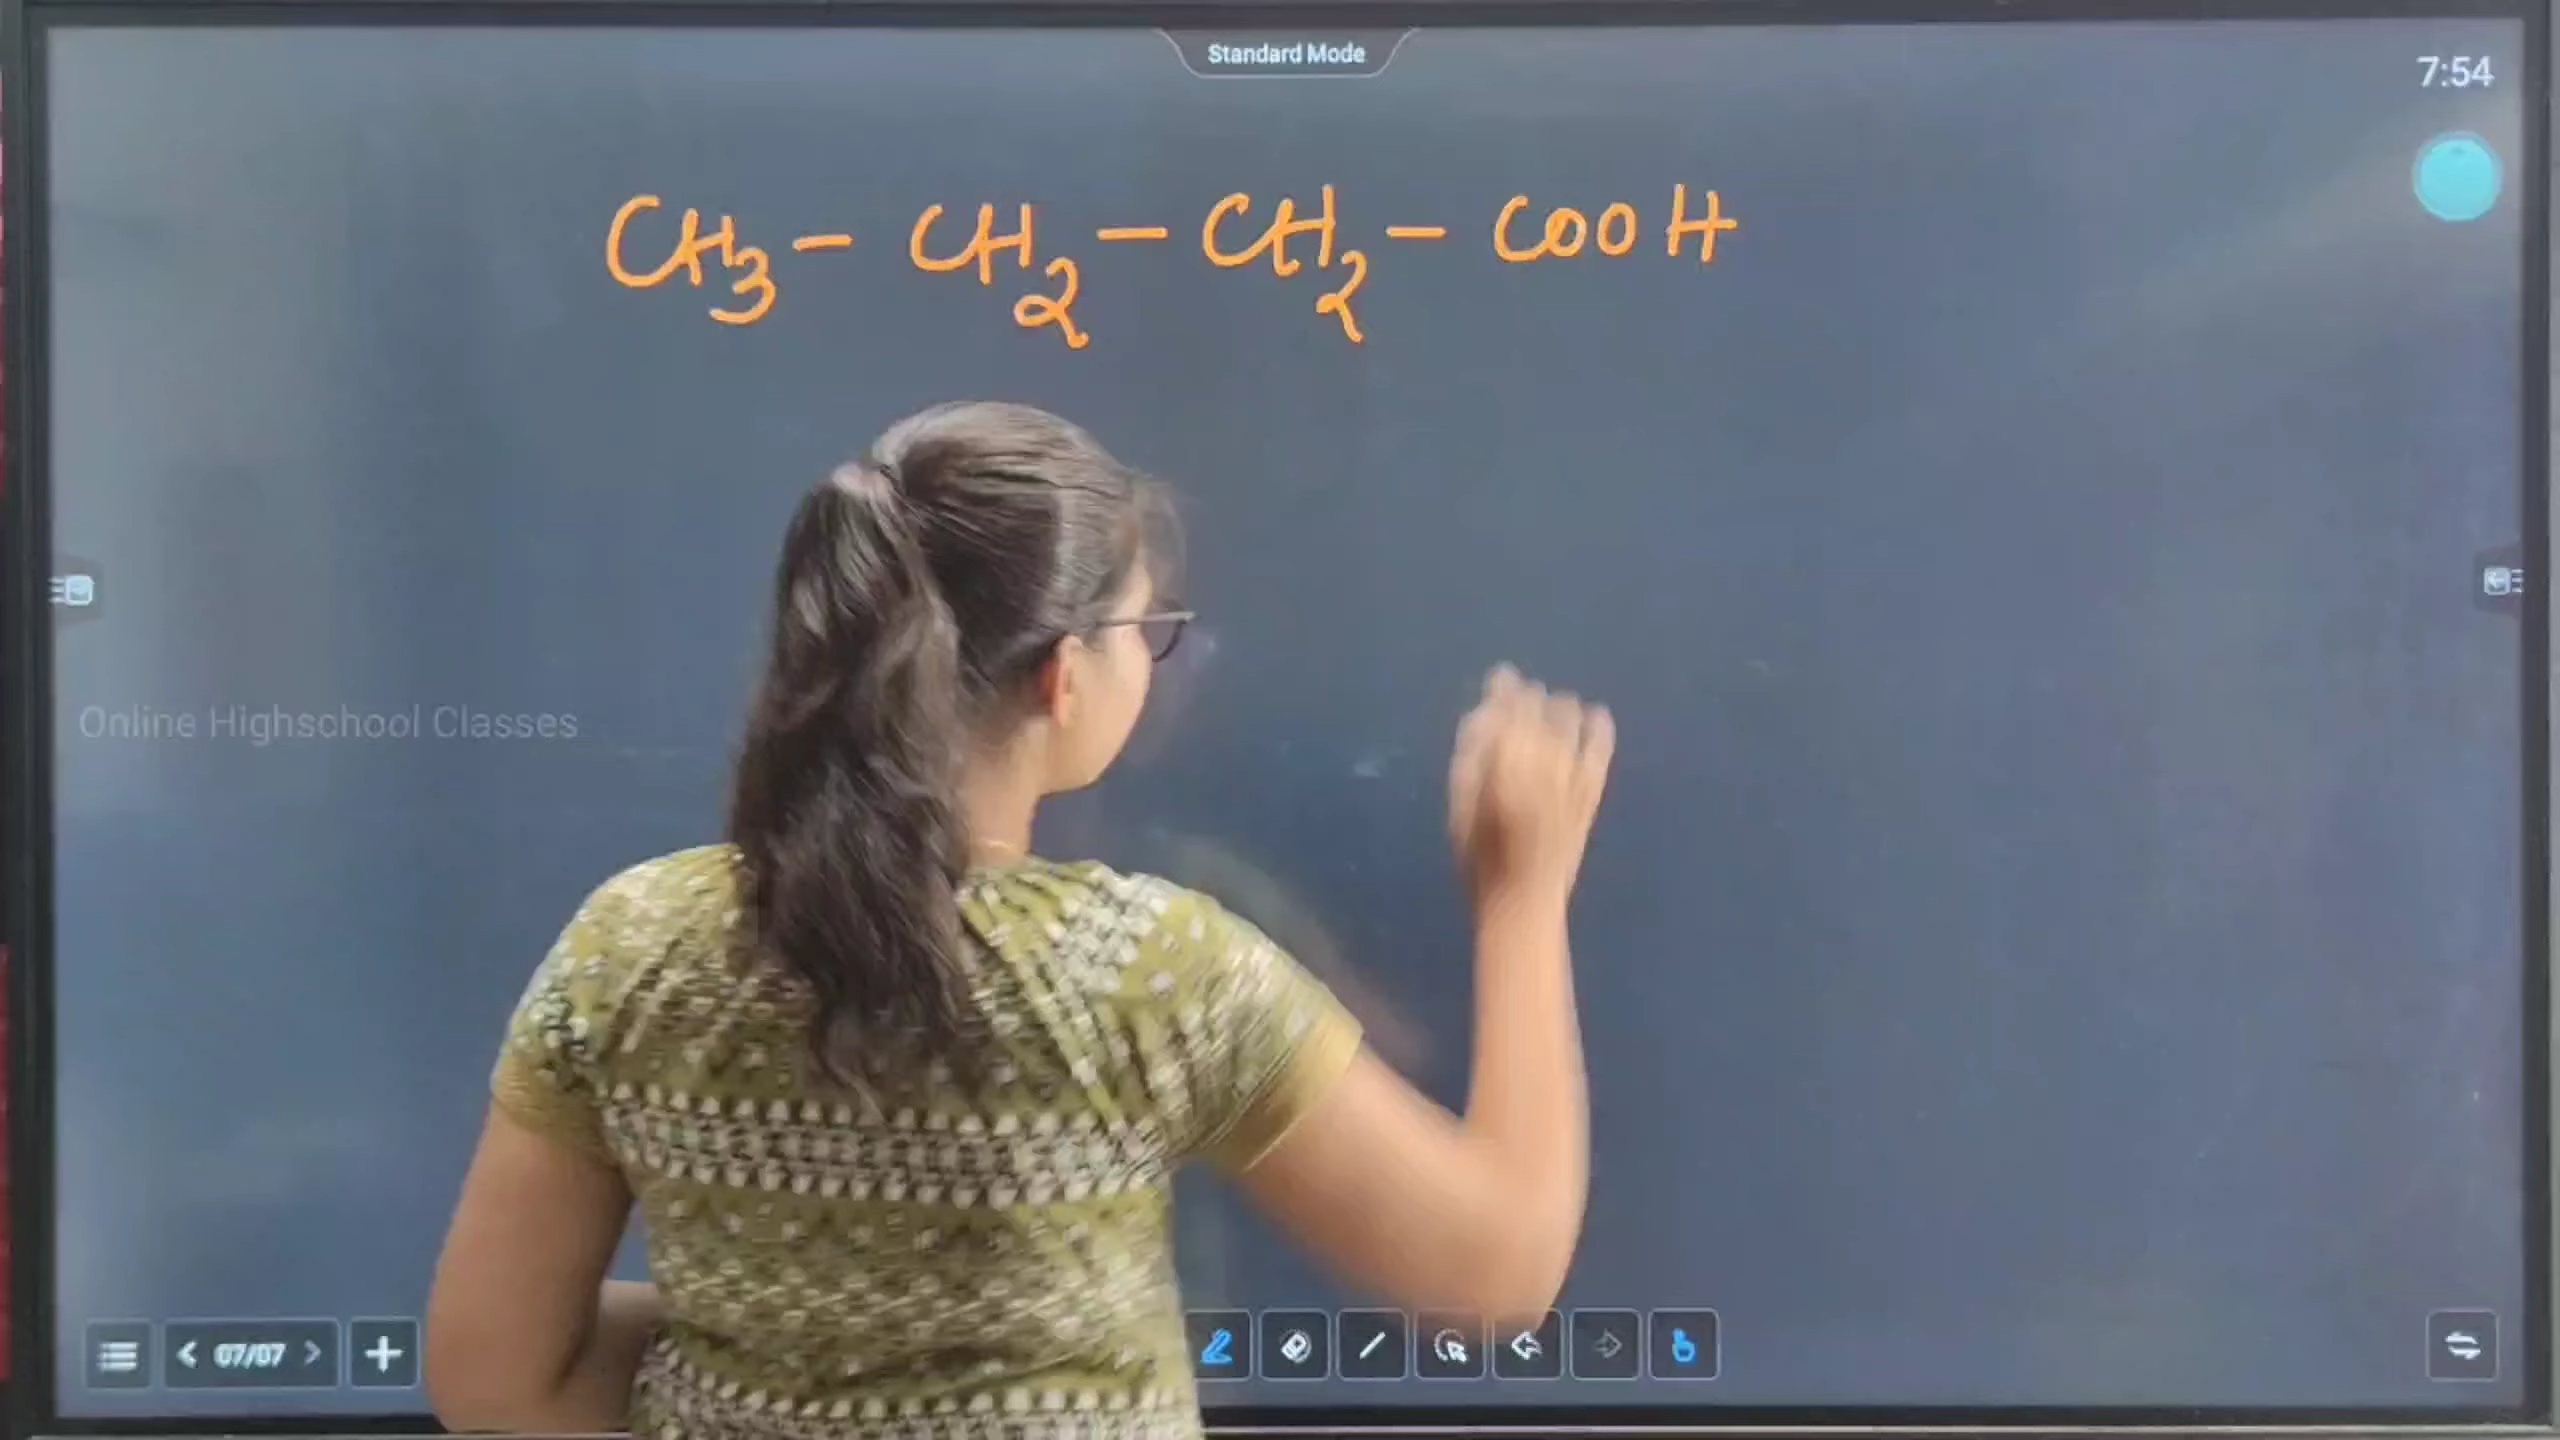 Standard Mode
7:54
CH3 - CH2 - CH2 - COOH
Online Highschool Classes
07/07